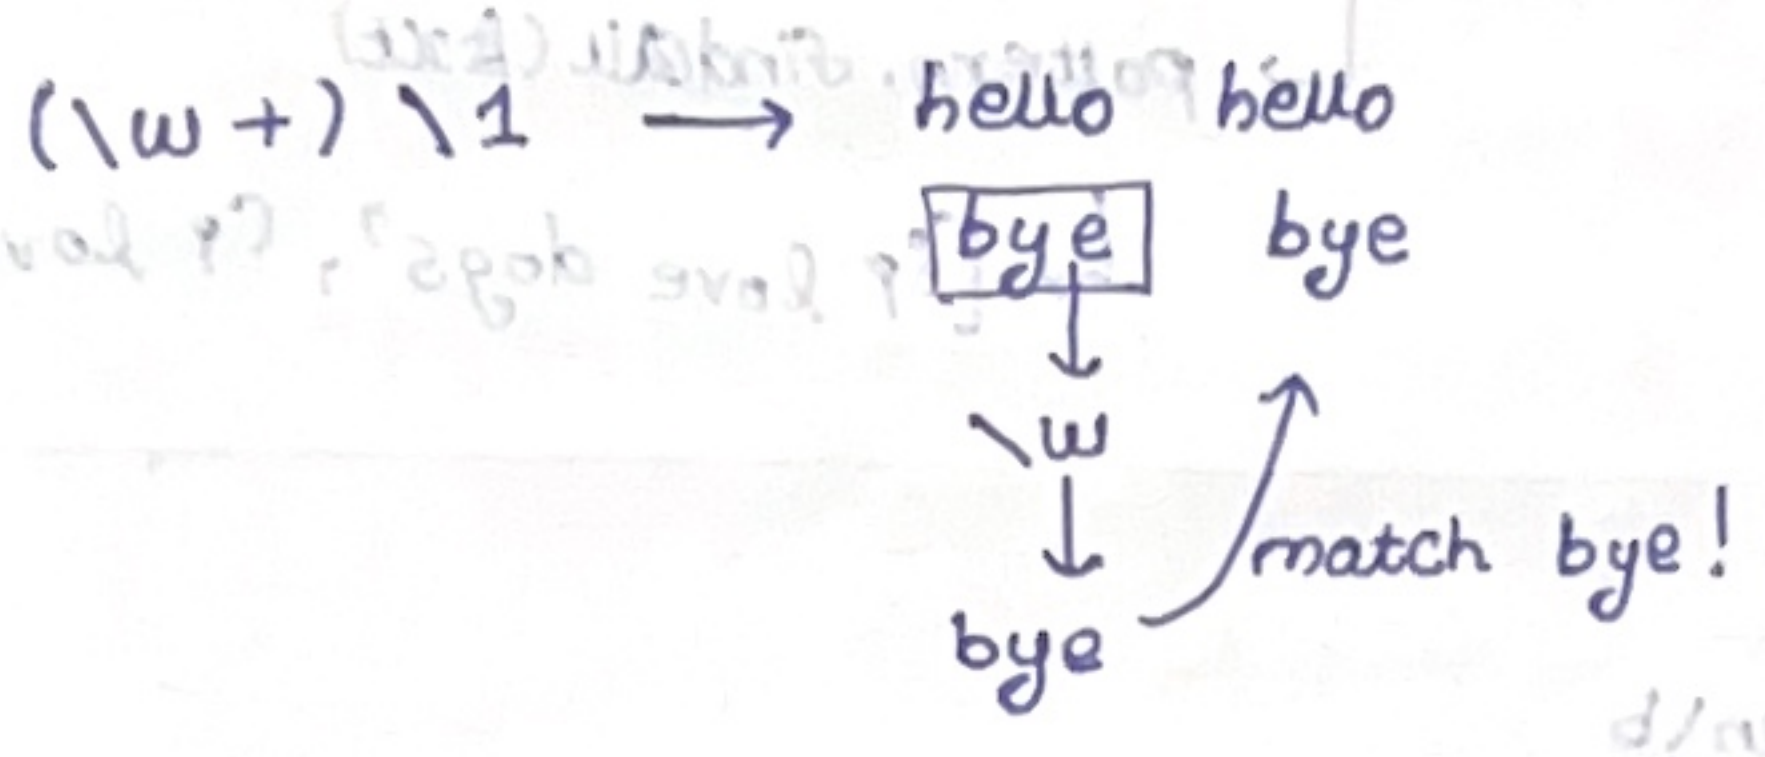 (\w+) \1 → hello hello
bye bye
↓
\w
↓
match bye!
bye